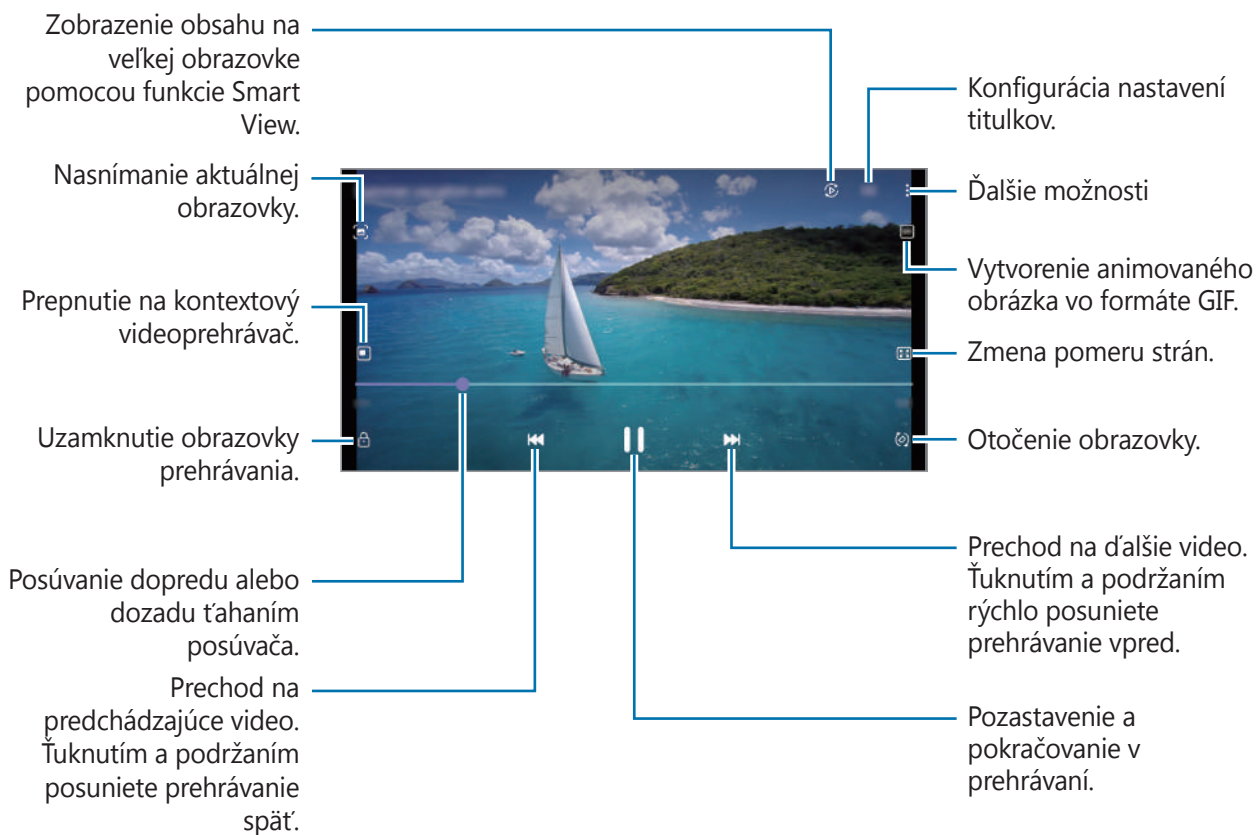 Zobrazenie obsahu na
veľkej obrazovke
pomocou funkcie Smart
View.
Nasnímanie aktuálnej
obrazovky.
Prepnutie na kontextový
videoprehrávač.
Uzamknutie obrazovky
prehrávania.
Posúvanie dopredu alebo
dozadu ťahaním
posúvača.
Prechod na
predchádzajúce video.
Ťuknutím a podržaním
posuniete prehrávanie
späť.
Konfigurácia nastavení
titulkov.
Ďalšie možnosti
Vytvorenie animovaného
obrázka vo formáte GIF.
Zmena pomeru strán.
Otočenie obrazovky.
Prechod na ďalšie video.
Ťuknutím a podržaním
rýchlo posuniete
prehrávanie vpred.
Pozastavenie a
pokračovanie v
prehrávaní.